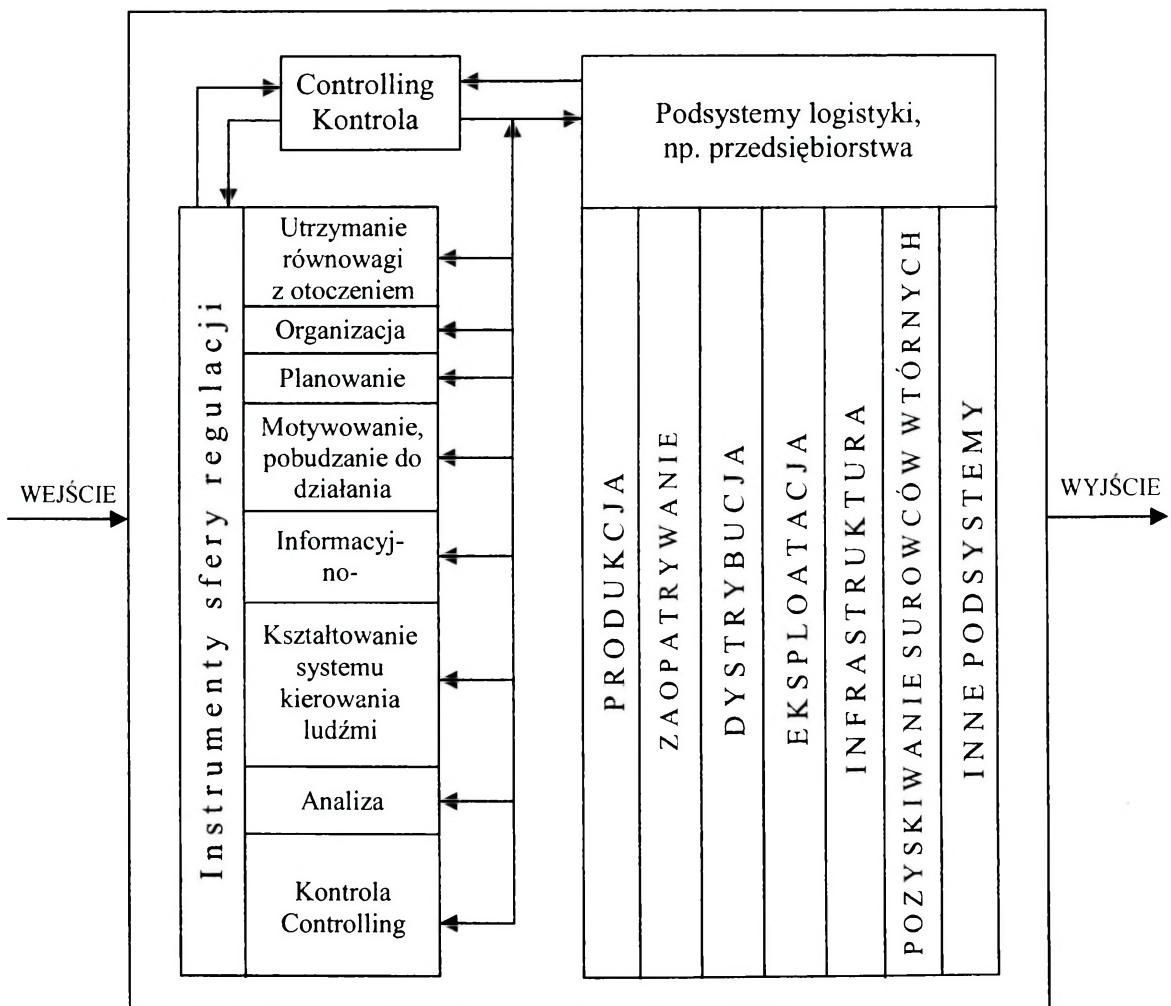 Controlling
Kontrola
Podsystemy logistyki,
np. przedsiębiorstwa
Instrumenty sfery regulacji
Utrzymanie
równowagi
z otoczeniem
Organizacja
Planowanie
Motywowanie,
pobudzanie do
działania
Informacyj-
no-
Kształtowanie
systemu
kierowania
ludźmi
Analiza
Kontrola
Controlling
PRODUKCJA
ZAOPATRYWANIE
DYSTRYBUCJA
EKSPLOATACJA
INFRASTRUKTURA
POZYSKIWANIE SUROWCÓW WTÓRNYCH
INNE PODSYSTEMY
WEJŚCIE
WYJŚCIE